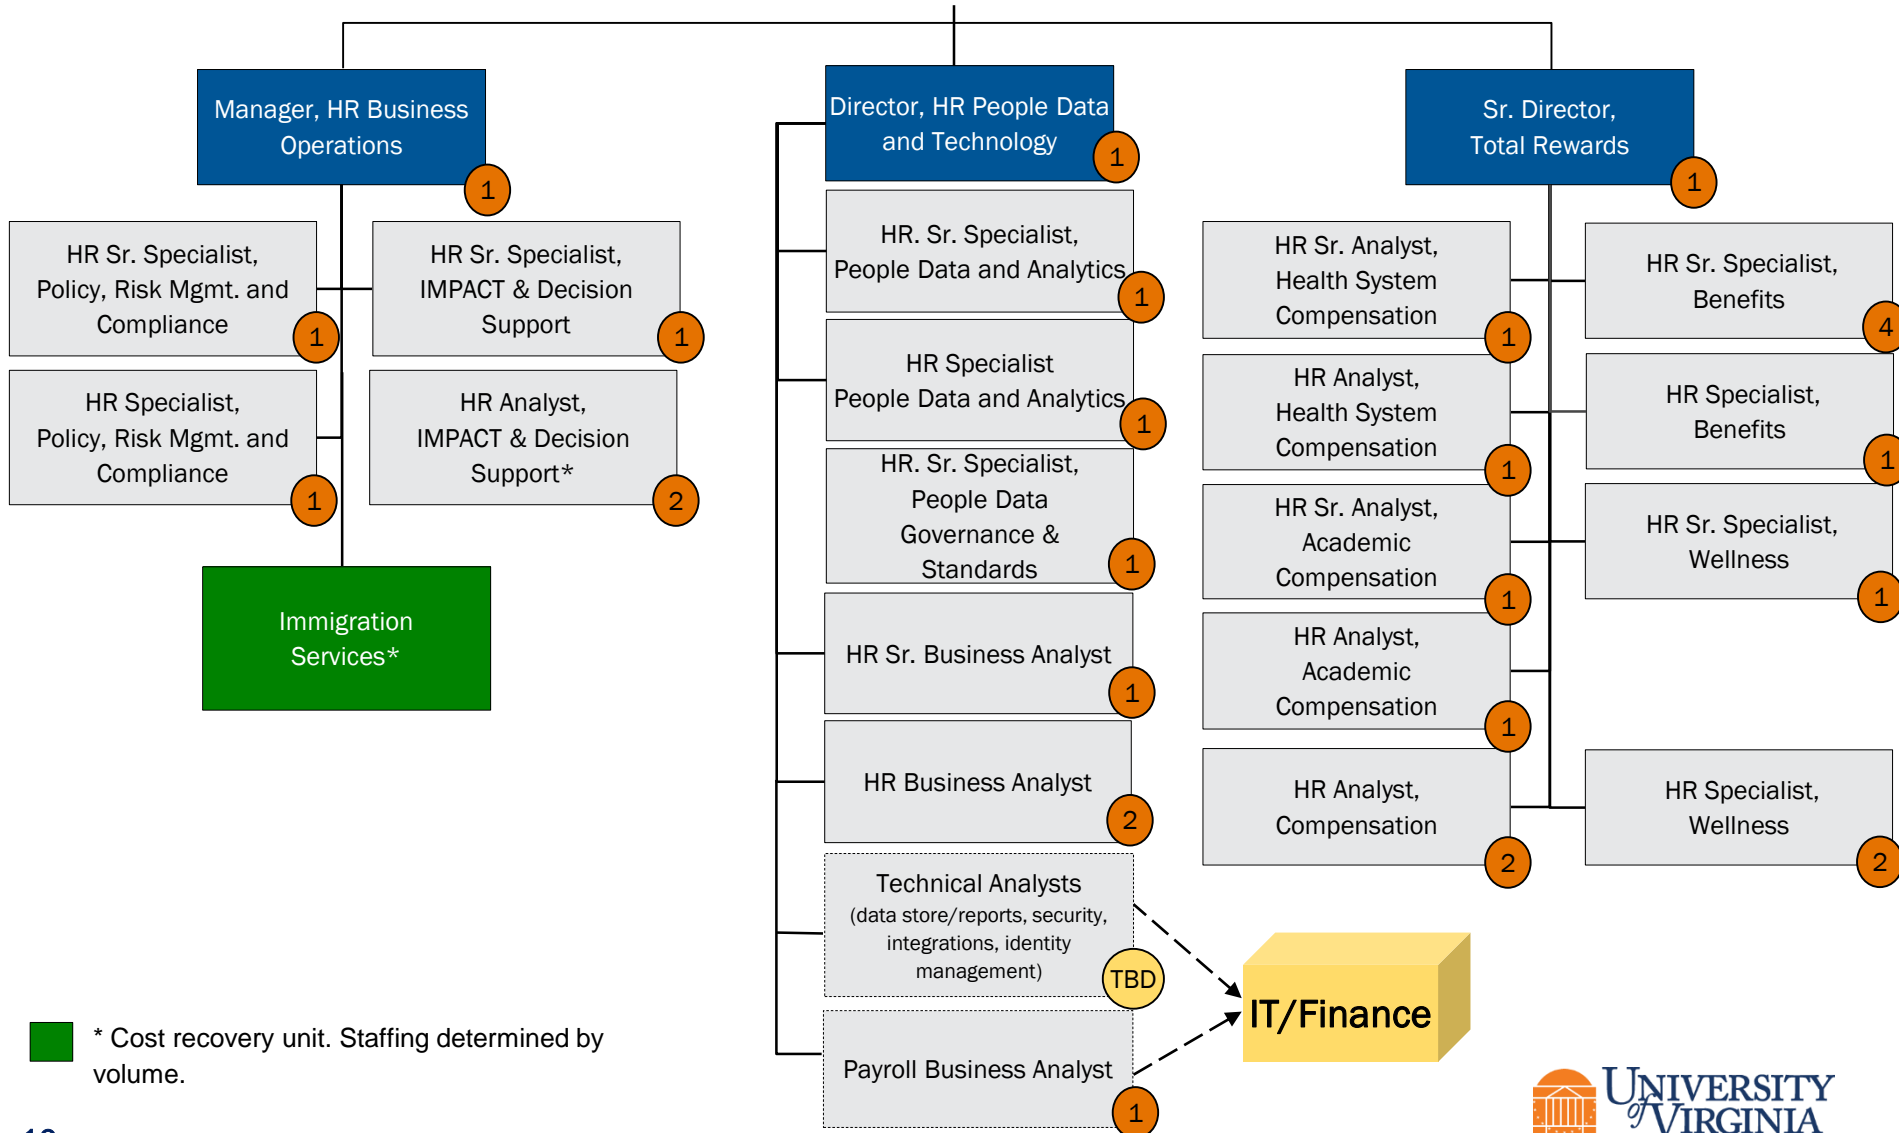 Manager, HR Business
Operations
1
HR Sr. Specialist,
Policy, Risk Mgmt. and
Compliance
1
HR Sr. Specialist,
IMPACT & Decision
Support
1
HR Specialist,
Policy, Risk Mgmt. and
Compliance
1
HR Analyst,
IMPACT & Decision
Support*
2
Immigration
Services*
Director, HR People Data
and Technology
1
HR. Sr. Specialist,
People Data and Analytics
1
HR Specialist
People Data and Analytics
1
HR. Sr. Specialist,
People Data
Governance &
Standards
1
HR Sr. Business Analyst
1
HR Business Analyst
2
Technical Analysts
(data store/reports, security,
integrations, identity
management)
TBD
Payroll Business Analyst
1
IT/Finance
Sr. Director,
Total Rewards
1
HR Sr. Analyst,
Health System
Compensation
1
HR Sr. Specialist,
Benefits
4
HR Analyst,
Health System
Compensation
1
HR Specialist,
Benefits
1
HR Sr. Analyst,
Academic
Compensation
1
HR Sr. Specialist,
Wellness
1
HR Analyst,
Academic
Compensation
1
HR Analyst,
Compensation
2
HR Specialist,
Wellness
2
* Cost recovery unit. Staffing determined by
volume.
UNIVERSITY
of VIRGINIA